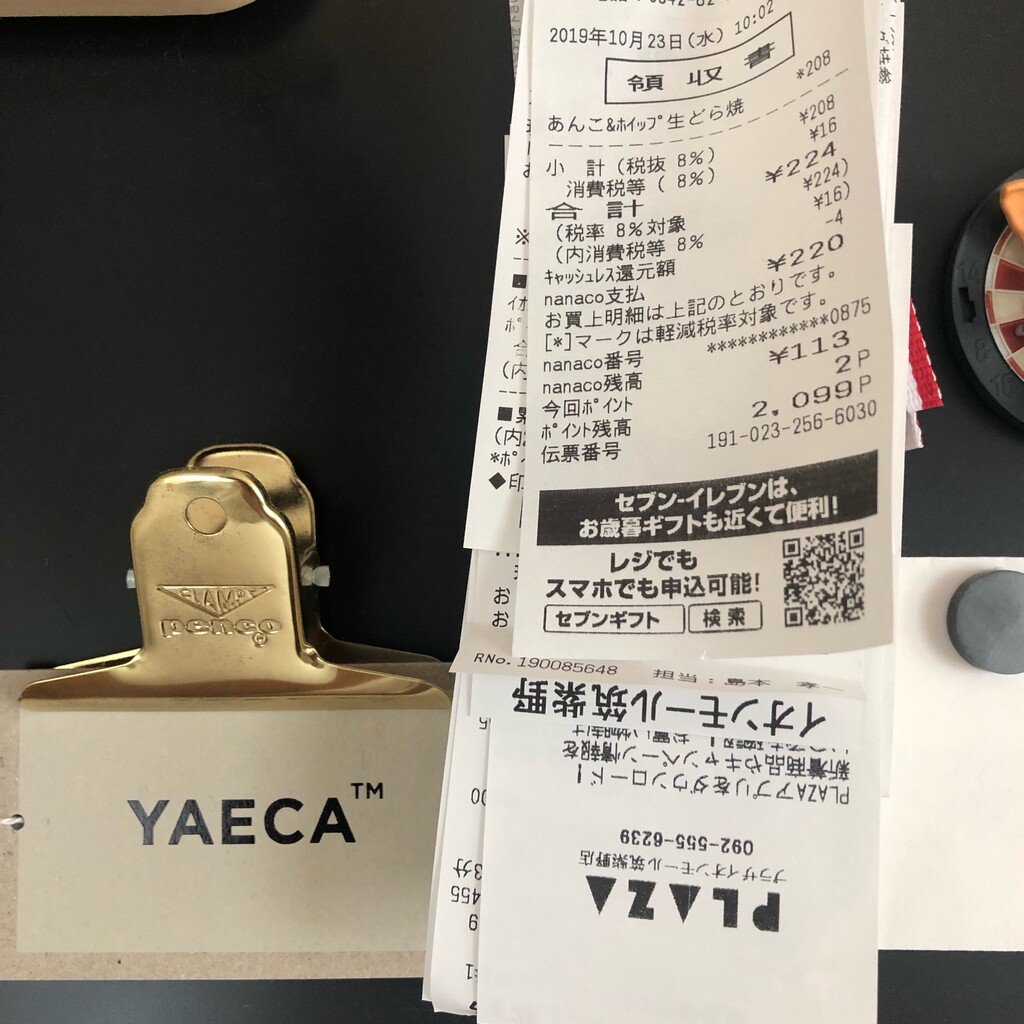 2019年10月23日(水) 10:02
領収書
あんこ&ホイップ生どら焼 *208
小 計(税抜 8%) ¥208
消費税等( 8%) ¥16
合 計 ¥224
(税率 8%対象 ¥224)
(内消費税等 8% ¥16)
キャッシュレス還元額 -4
nanaco支払 ¥220
お買上明細は上記のとおりです。
[*]マークは軽減税率対象です。
nanaco番号 ************0875
nanaco残高 ¥113
今回ポイント 2P
ポイント残高 2,099P
伝票番号 191-023-256-6030
セブン-イレブンは、
お歳暮ギフトも近くて便利!
レジでも
スマホでも申込可能!
セブンギフト 検索
RNo.190085648 担当:島本
イオンモール筑紫野
新着商品やキャンペーン情報を
PLAZAアプリをダウンロード!
092-555-6239
プラザイオンモール筑紫野店
PLAZA
CLAMPY
penco
YAECA™